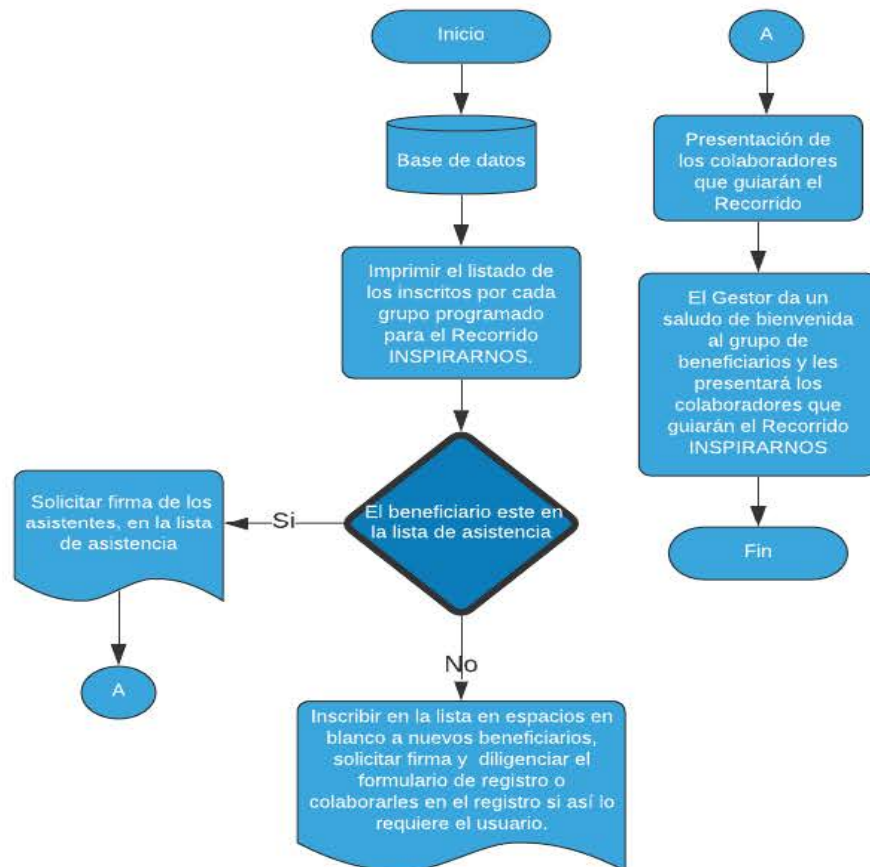 Inicio
Base de datos
Imprimir el listado de
los inscritos por cada
grupo programado
para el Recorrido
INSPIRARNOS.
El beneficiario este en
la lista de asistencia
Si
Solicitar firma de los
asistentes, en la lista
de asistencia
A
No
Inscribir en la lista en espacios en
blanco a nuevos beneficiarios,
solicitar firma y diligenciar el
formulario de registro o
colaborarles en el registro si así lo
requiere el usuario.
A
Presentación de
los colaboradores
que guiarán el
Recorrido
El Gestor da un
saludo de bienvenida
al grupo de
beneficiarios y les
presentará los
colaboradores que
guiarán el Recorrido
INSPIRARNOS
Fin